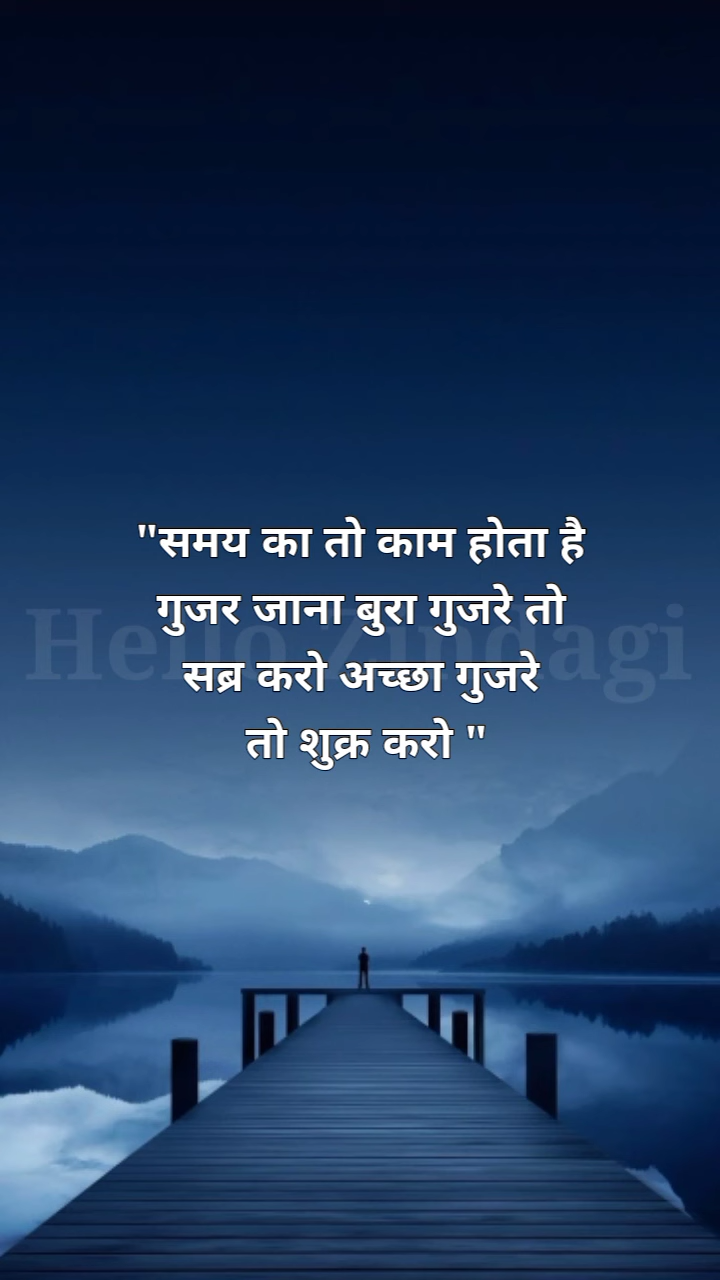 "समय का तो काम होता है
गुजर जाना बुरा गुजरे तो
Hello Zindagi
सब्र करो अच्छा गुजरे
तो शुक्र करो "